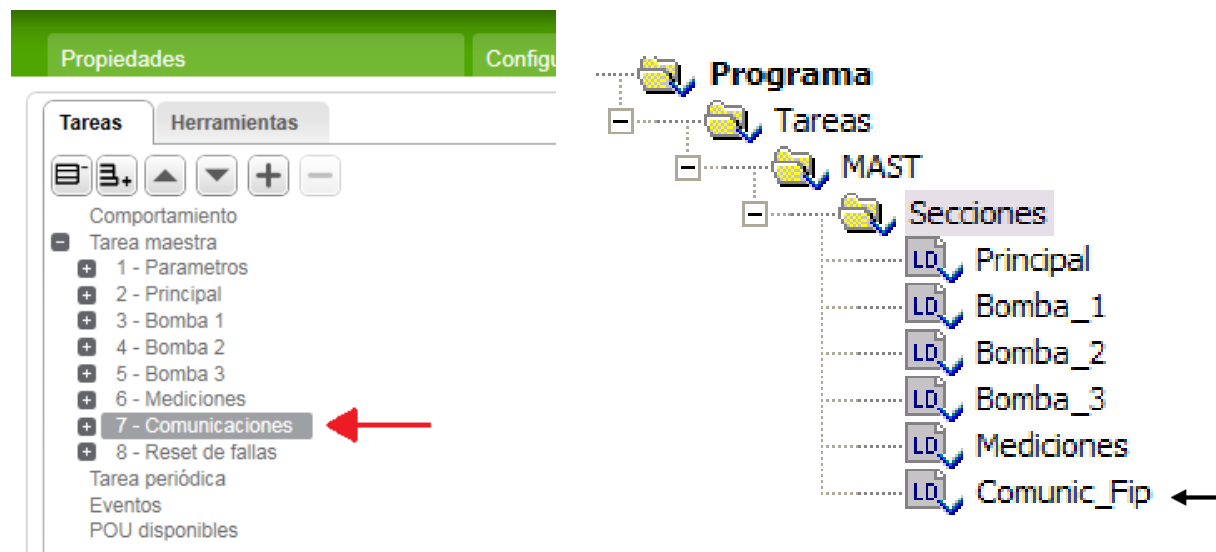 Propiedades
Configu
Tareas
Herramientas
Comportamiento
Tarea maestra
1 - Parametros
2 - Principal
3 - Bomba 1
4 - Bomba 2
5 - Bomba 3
6 - Mediciones
7 - Comunicaciones
8 - Reset de fallas
Tarea periódica
Eventos
POU disponibles
Programa
Tareas
MAST
Secciones
LD Principal
LD Bomba_1
LD Bomba_2
LD Bomba_3
LD Mediciones
LD Comunic_Fip